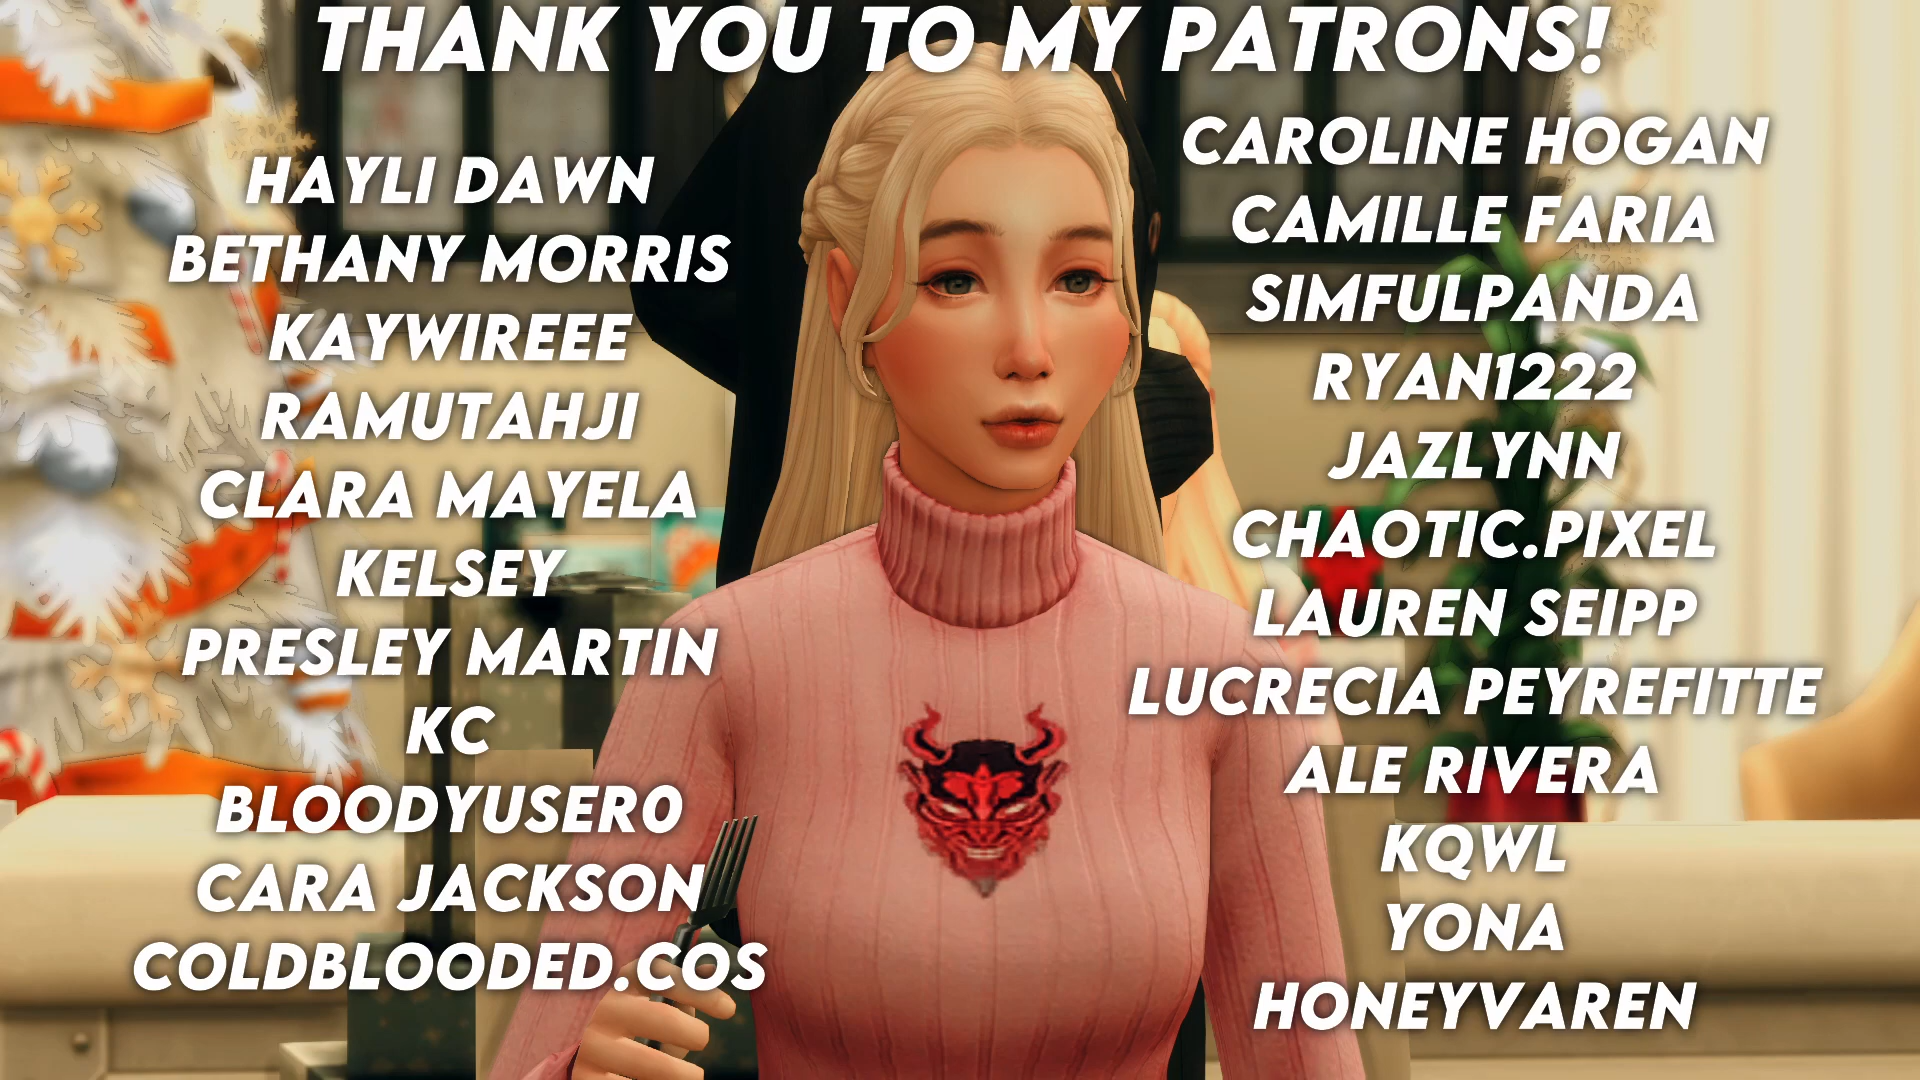 THANK YOU TO MY PATRONS!
HAYLI DAWN
BETHANY MORRIS
KAYWIREEE
RAMUTAHJI
CLARA MAYELA
KELSEY
PRESLEY MARTIN
KC
BLOODYUSER0
CARA JACKSON
COLDBLOODED.COS
CAROLINE HOGAN
CAMILLE FARIA
SIMFULPANDA
RYAN1222
JAZLYNN
CHAOTIC.PIXEL
LAUREN SEIPP
LUCRECIA PEYREFITTE
ALE RIVERA
KQWL
YONA
HONEYVAREN